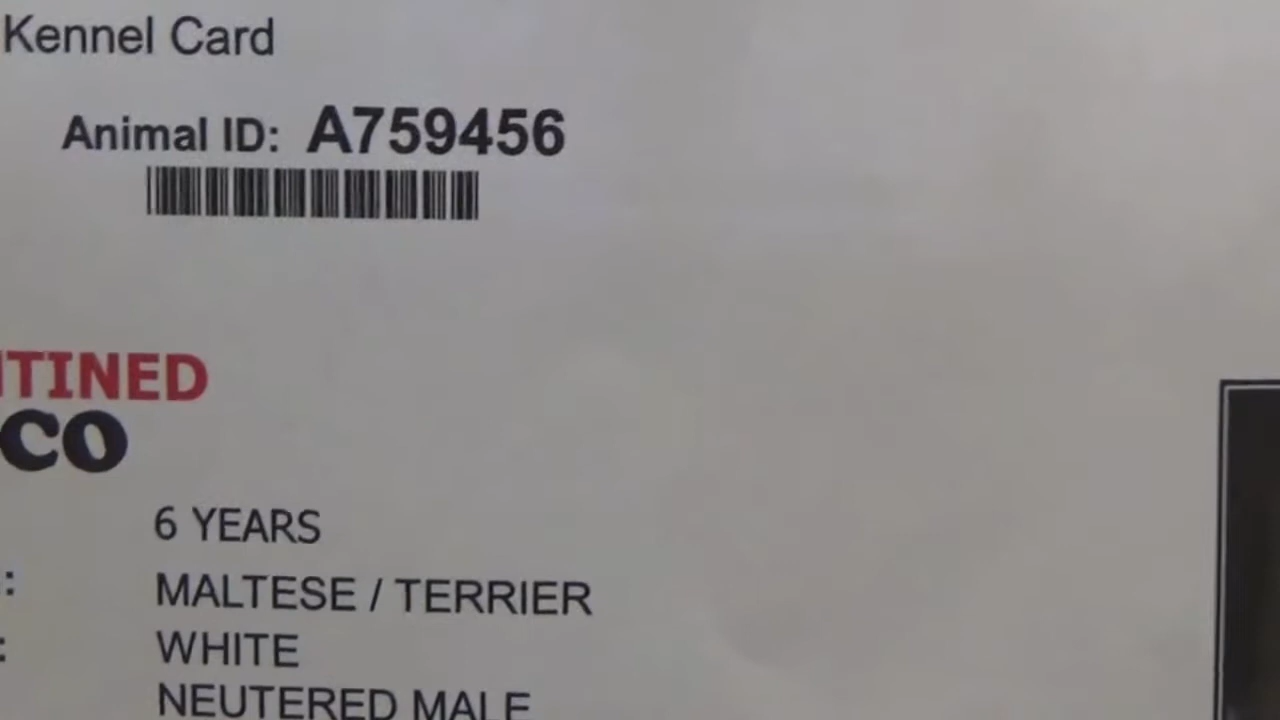 Kennel Card
Animal ID: A759456
TINED
CO
6 YEARS
:
MALTESE / TERRIER
:
WHITE
NEUTERED MALE